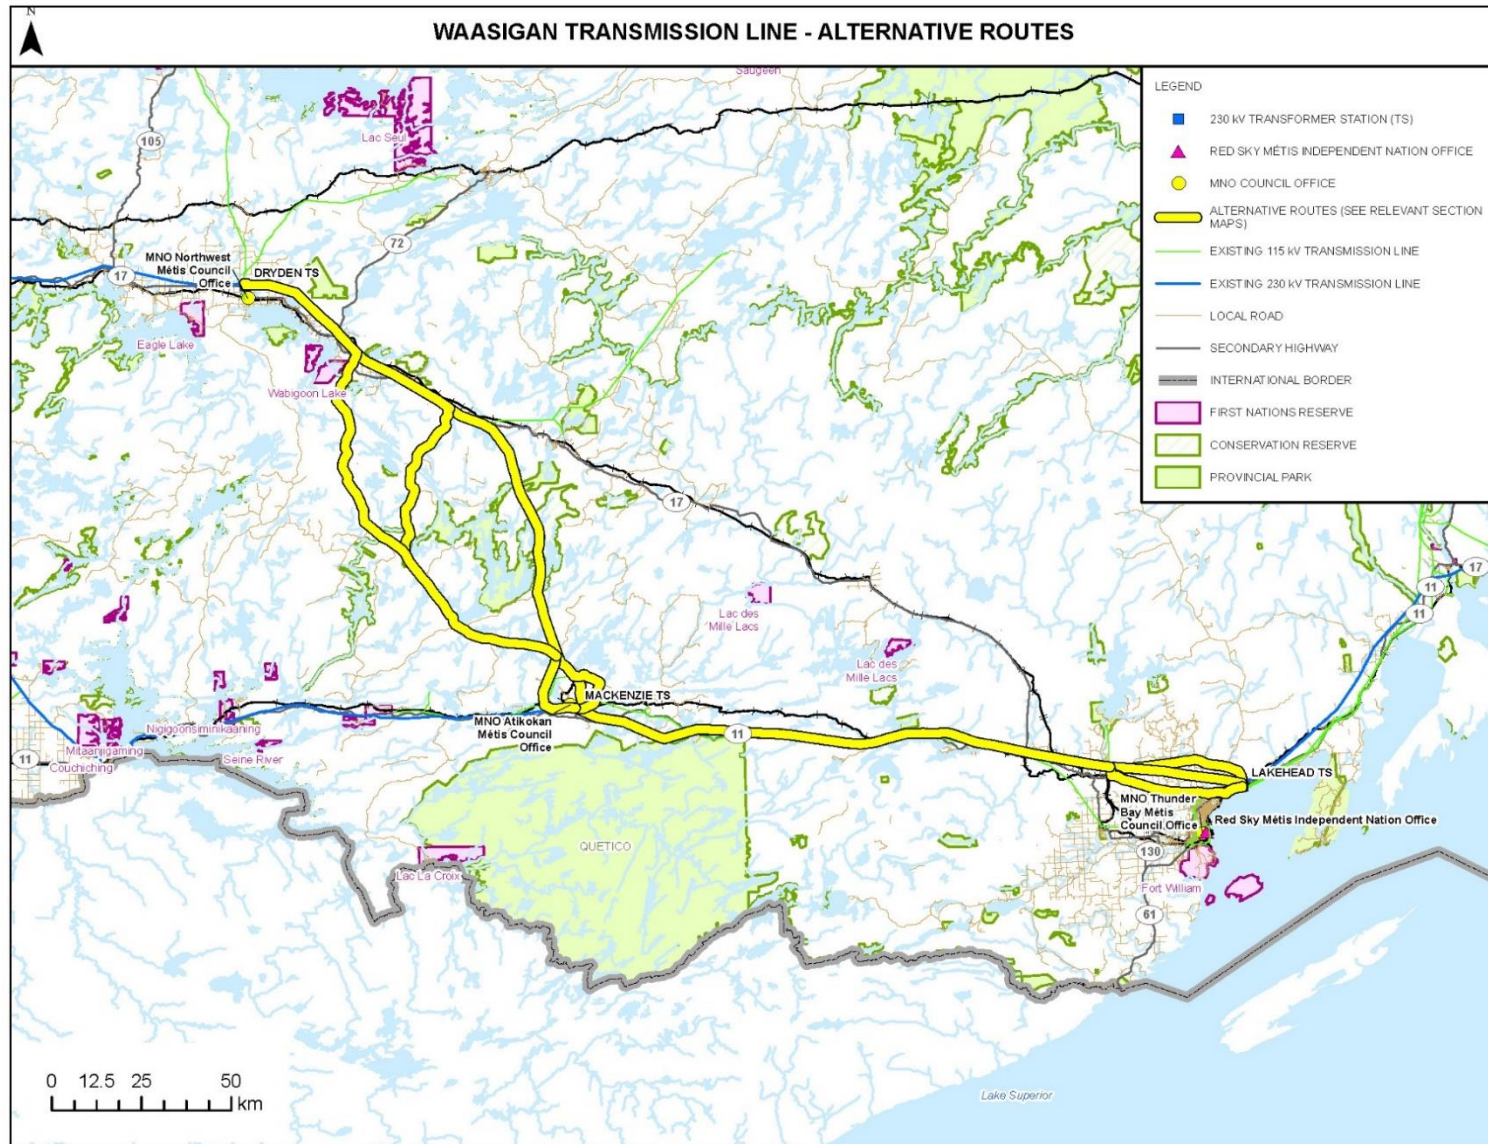 N
WAASIGAN TRANSMISSION LINE - ALTERNATIVE ROUTES
LEGEND
230 kV TRANSFORMER STATION (TS)
RED SKY MÉTIS INDEPENDENT NATION OFFICE
MNO COUNCIL OFFICE
ALTERNATIVE ROUTES (SEE RELEVANT SECTION
MAPS)
EXISTING 115 kV TRANSMISSION LINE
EXISTING 230 kV TRANSMISSION LINE
LOCAL ROAD
SECONDARY HIGHWAY
INTERNATIONAL BORDER
FIRST NATIONS RESERVE
CONSERVATION RESERVE
PROVINCIAL PARK
Saugeen
105
Lac Seul
72
MNO Northwest
Métis Council
Office
DRYDEN TS
17
Eagle Lake
Wabigoon Lake
17
Lac des
Mille Lacs
Lac des
Mille Lacs
17
11
11
MACKENZIE TS
MNO Atikokan
Métis Council
Office
Nigigoonsiminikaaning
Mitaanjigaming
Couchiching
Seine River
11
11
LAKEHEAD TS
MNO Thunder
Bay Métis
Council Office
Red Sky Métis Independent Nation Office
130
Fort William
61
QUETICO
Lac La Croix
Lake Superior
0 12.5 25 50
km